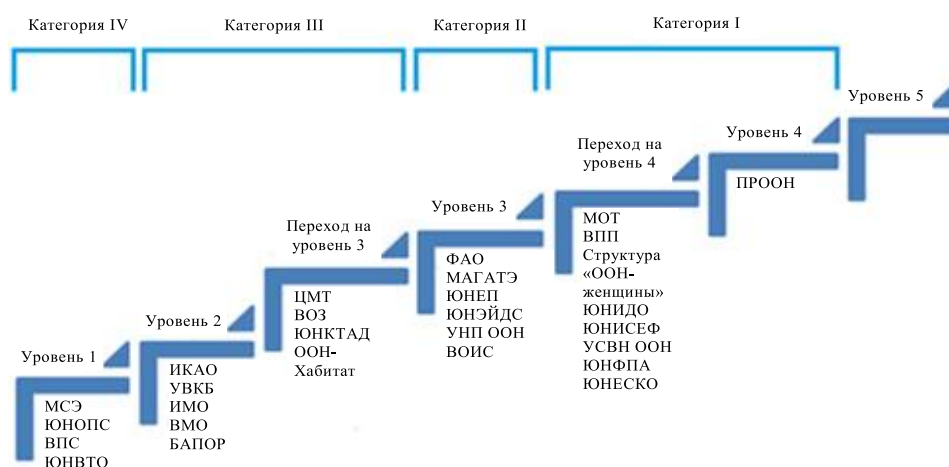 Категория IV
Категория III
Категория II
Категория I
Уровень 1
МСЭ
ЮНОПС
ВПС
ЮНВТО
Уровень 2
ИКАО
УВКБ
ИМО
ВМО
БАПОР
Переход на
уровень 3
ЦМТ
ВОЗ
ЮНКТАД
ООН-
Хабитат
Уровень 3
ФАО
МАГАТЭ
ЮНЕП
ЮНЭЙДС
УНП ООН
ВОИС
Переход на
уровень 4
МОТ
ВПП
Структура
«ООН-
женщины»
ЮНИДО
ЮНИСЕФ
УСВН ООН
ЮНФПА
ЮНЕСКО
Уровень 4
ПРООН
Уровень 5